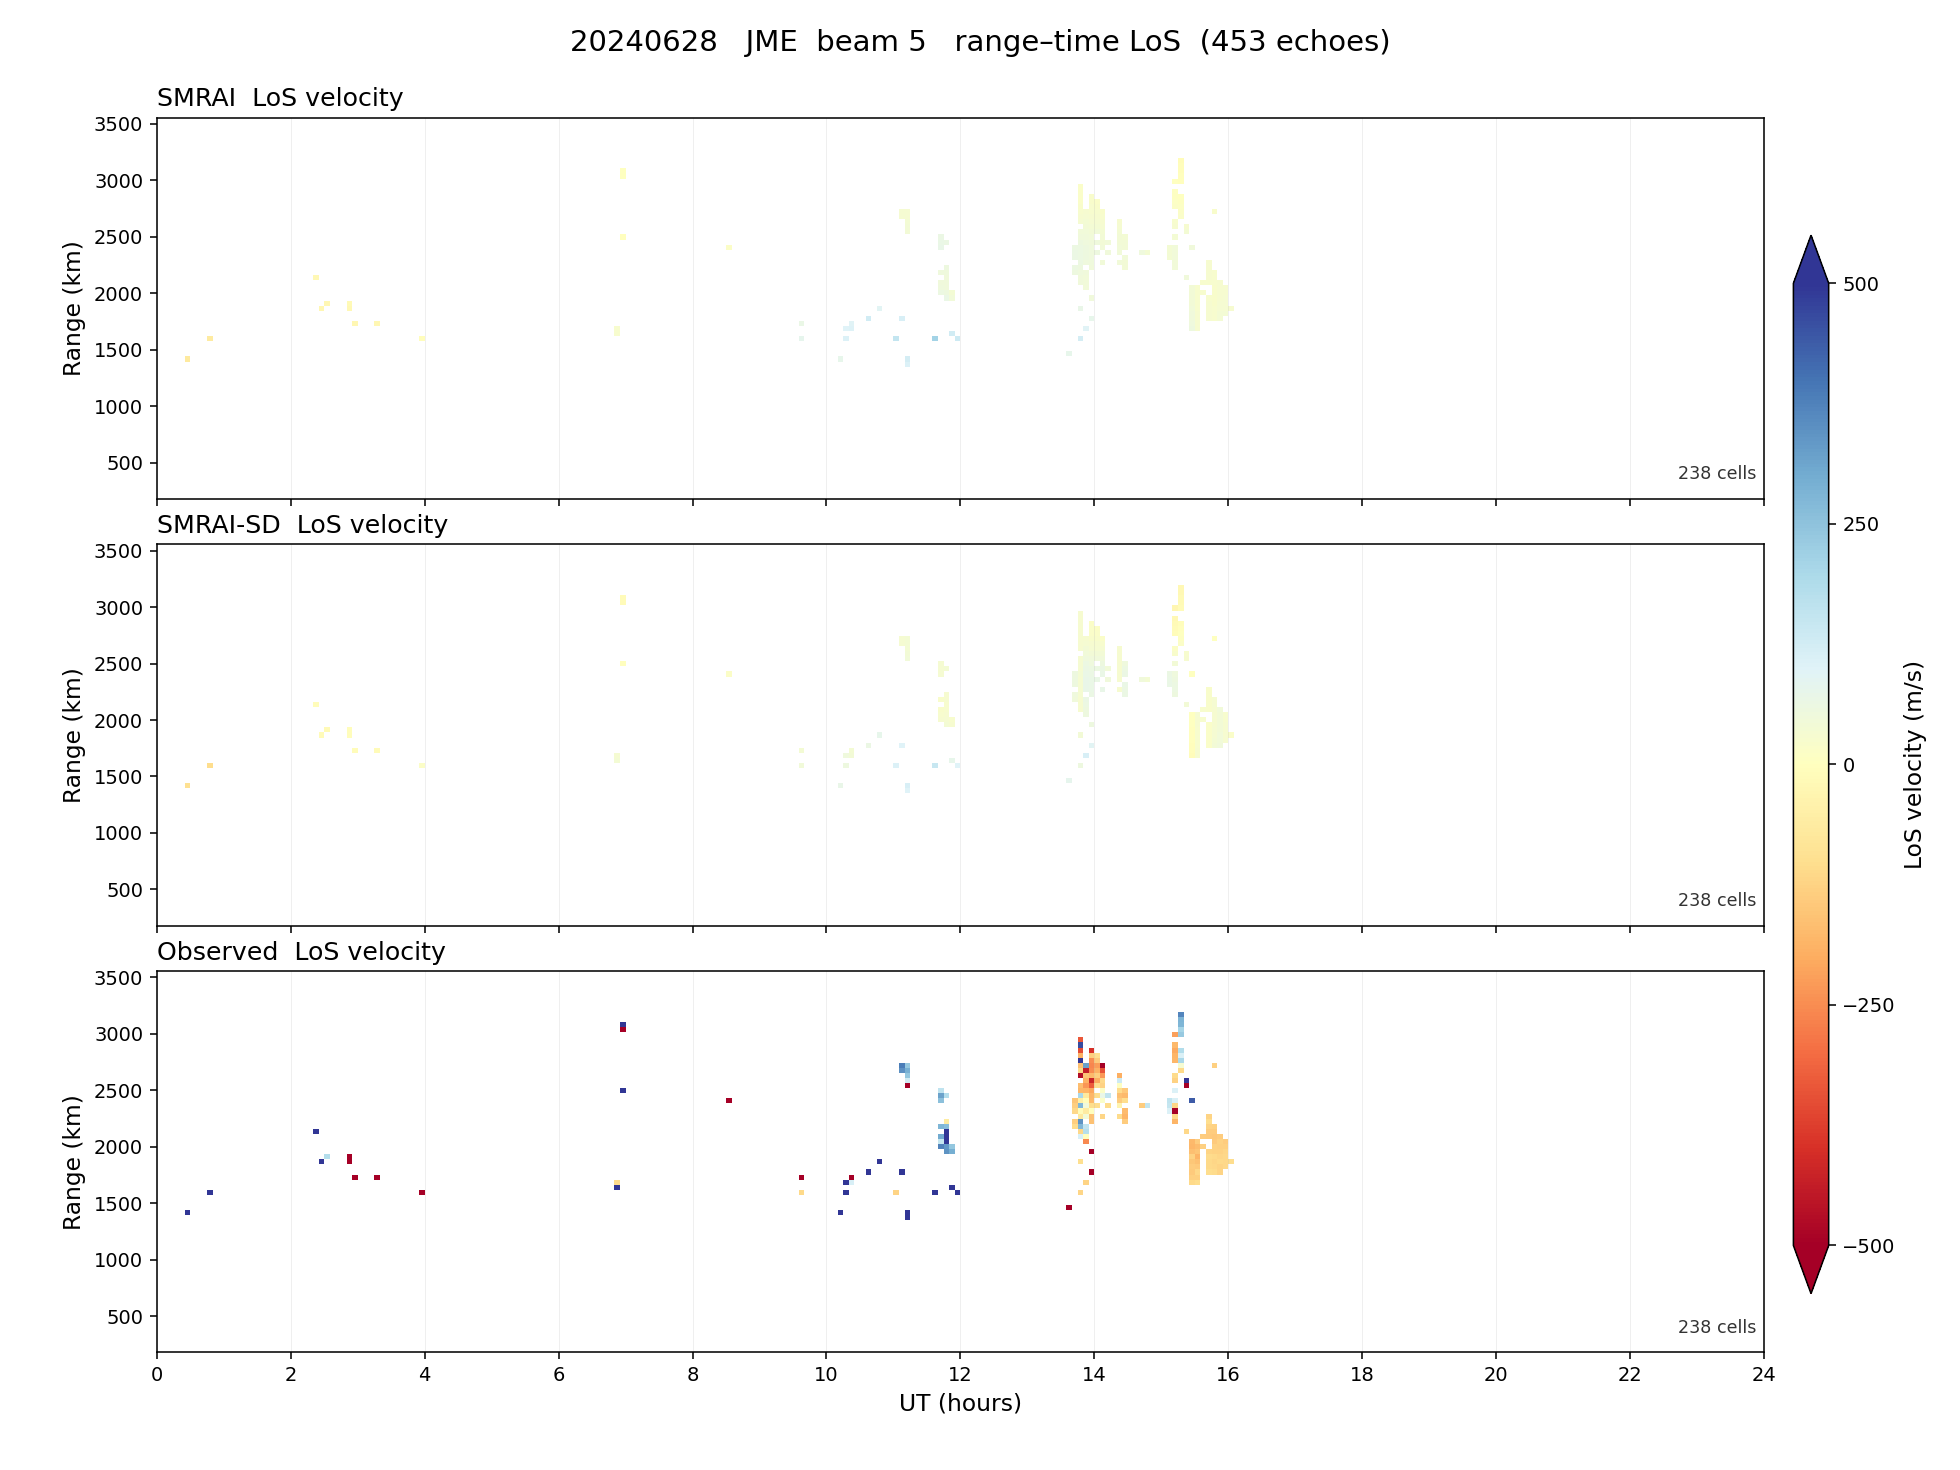 20240628   JME  beam 5   range–time LoS  (453 echoes)
SMRAI  LoS velocity
3500
3000
2500
2000
1500
1000
500
Range (km)
238 cells
SMRAI-SD  LoS velocity
3500
3000
2500
2000
1500
1000
500
Range (km)
238 cells
Observed  LoS velocity
3500
3000
2500
2000
1500
1000
500
Range (km)
238 cells
0 2 4 6 8 10 12 14 16 18 20 22 24
UT (hours)
500
250
0
−250
−500
LoS velocity (m/s)